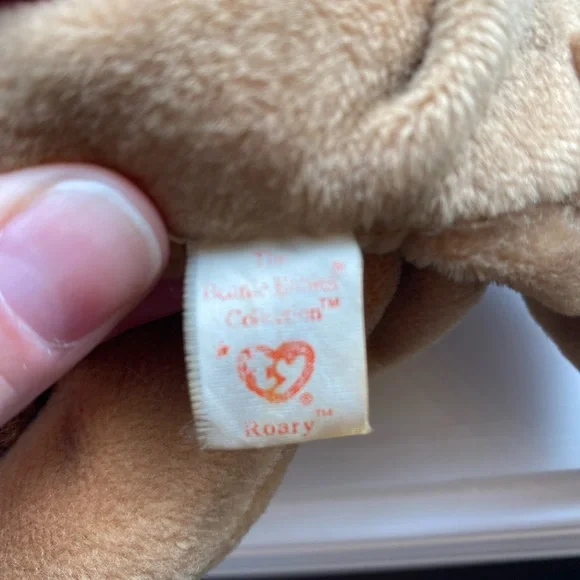 The
Beanie Babies®
Collection™
ty
®
Roary™